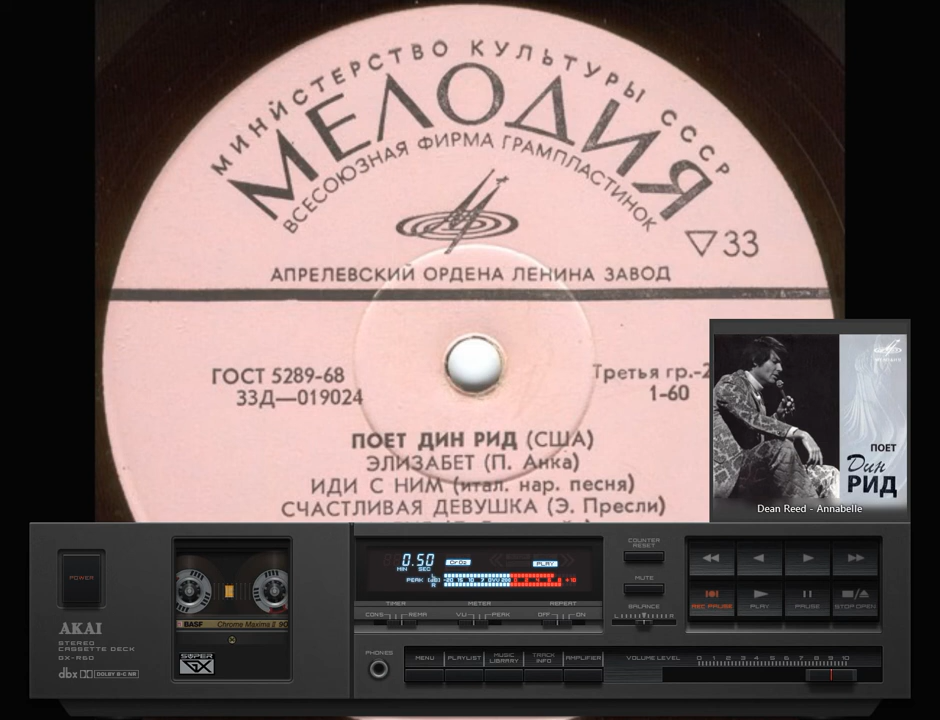 МИНИСТЕРСТВО КУЛЬТУРЫ СССР
МЕЛОДИЯ
ВСЕСОЮЗНАЯ ФИРМА ГРАМПЛАСТИНОК
33
АПРЕЛЕВСКИЙ ОРДЕНА ЛЕНИНА ЗАВОД
ГОСТ 5289-68
33Д—019024
Третья гр.-2
1-60
ПОЕТ ДИН РИД (США)
ЭЛИЗАБЕТ (П. Анка)
ИДИ С НИМ (итал. нар. песня)
СЧАСТЛИВАЯ ДЕВУШКА (Э. Пресли)
ПОЕТ
Дин
РИД
Dean Reed - Annabelle
POWER
AKAI
STEREO
CASSETTE DECK
GX-R60
dbx DOLBY B-C NR
BASF Chrome Maxima II 90
SUPER
GX
0.50
MIN SEC
PLAY
PEAK
TIMER METER REPEAT
CONS REMA VU PEAK OFF ON
COUNTER
RESET
MUTE
BALANCE
REC PAUSE PLAY PAUSE STOP OPEN
PHONES
MENU PLAYLIST MUSIC LIBRARY TRACK INFO AMPLIFIER
VOLUME LEVEL 0 1 2 3 4 5 6 7 8 9 10